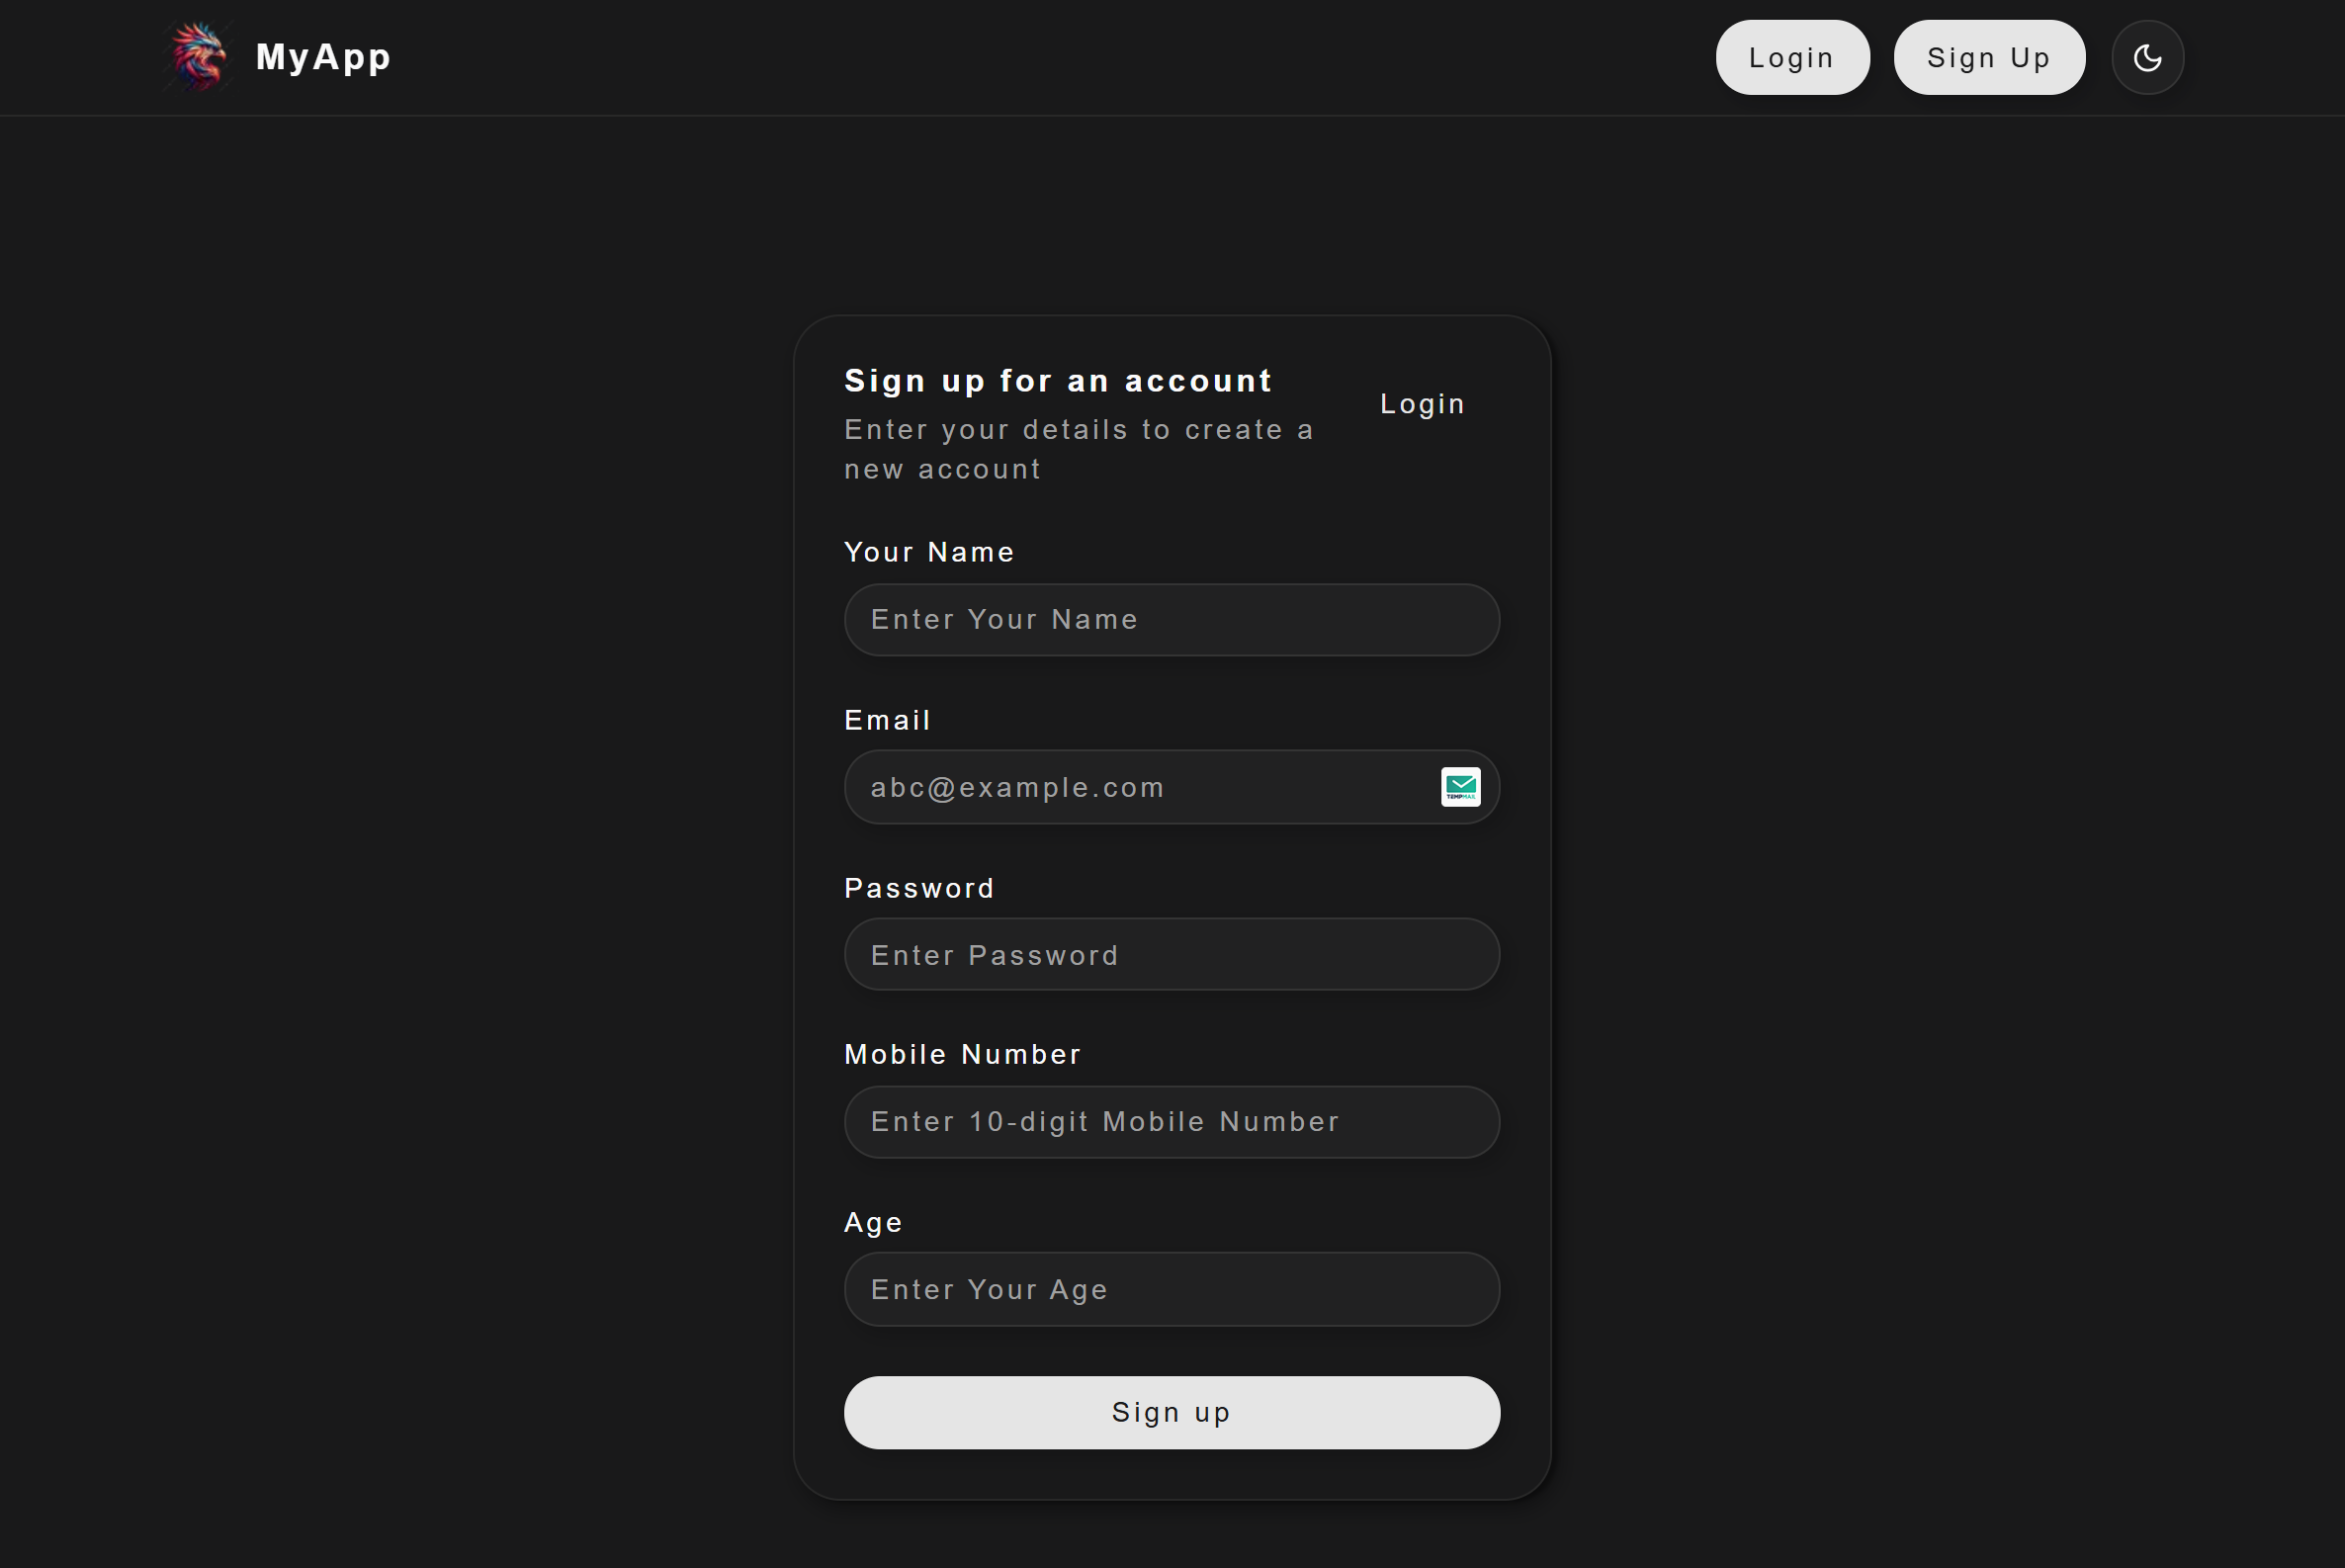 MyApp
Login
Sign Up
Sign up for an account
Login
Enter your details to create a
new account
Your Name
Enter Your Name
Email
abc@example.com
TEMPMAIL
Password
Enter Password
Mobile Number
Enter 10-digit Mobile Number
Age
Enter Your Age
Sign up